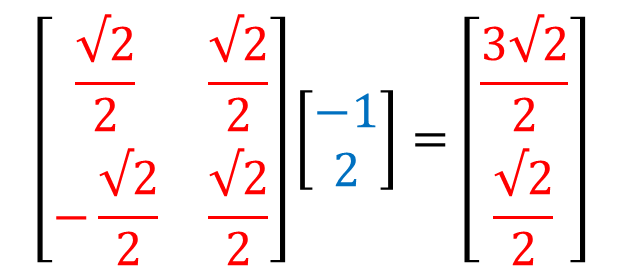 [√2/2 √2/2; -√2/2 √2/2] [-1; 2] = [3√2/2; √2/2]